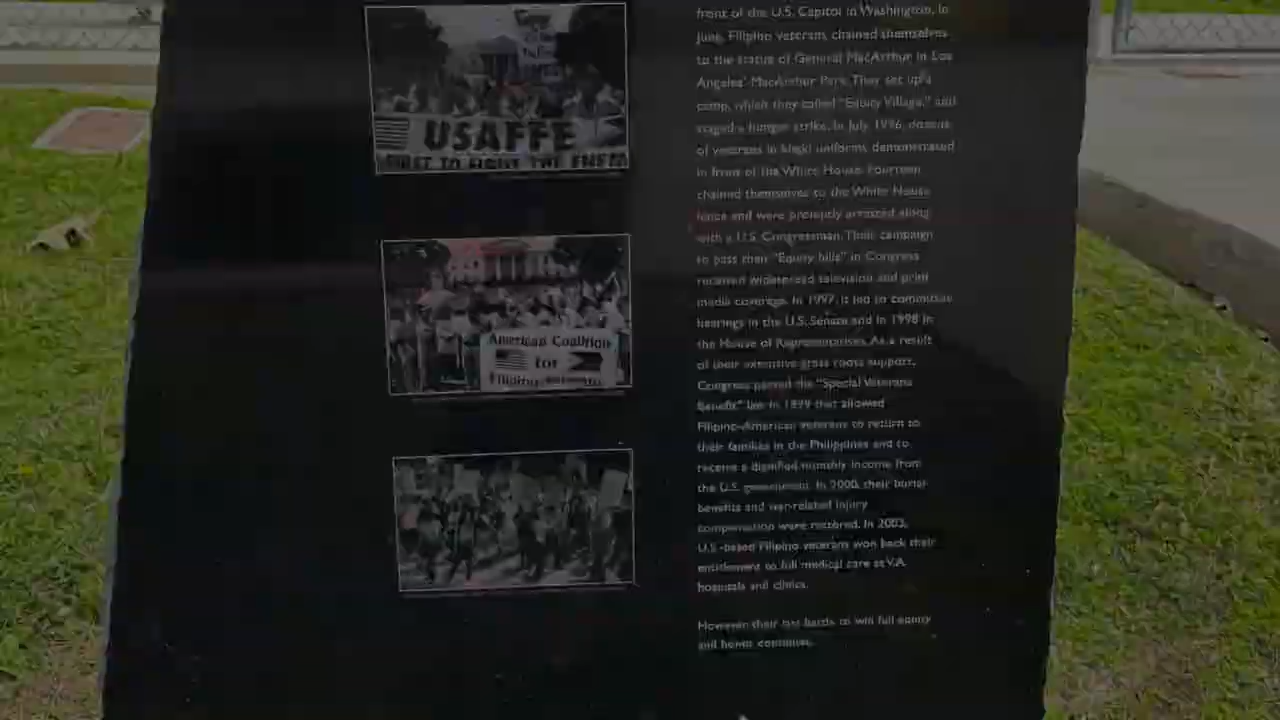 USAFFE
FIRST TO FIGHT THE ENEMY
American Coalition
for
Filipino Veterans
front of the U.S. Capitol in Washington. In
June, Filipino veterans chained themselves
to the statue of General MacArthur in Los
Angeles' MacArthur Park. They set up a
camp, which they called "Equity Village," and
staged a hunger strike. In July 1996, dozens
of veterans in khaki uniforms demonstrated
in front of the White House. Fourteen
chained themselves to the White House
fence and were promptly arrested along
with a U.S. Congressman. Their campaign
to pass their "Equity bills" in Congress
received widespread television and print
media coverage. In 1997, it led to committee
hearings in the U.S. Senate and in 1998 in
the House of Representatives. As a result
of their extensive grass roots support,
Congress passed the "Special Veterans
Benefit" law in 1999 that allowed
Filipino-American veterans to return to
their families in the Philippines and to
receive a dignified monthly income from
the U.S. government. In 2000, their burial
benefits and war-related injury
compensation were restored. In 2003,
U.S.-based Filipino veterans won back their
entitlement to full medical care at V.A.
hospitals and clinics.
However their last battle to win full equity
and honor continues.